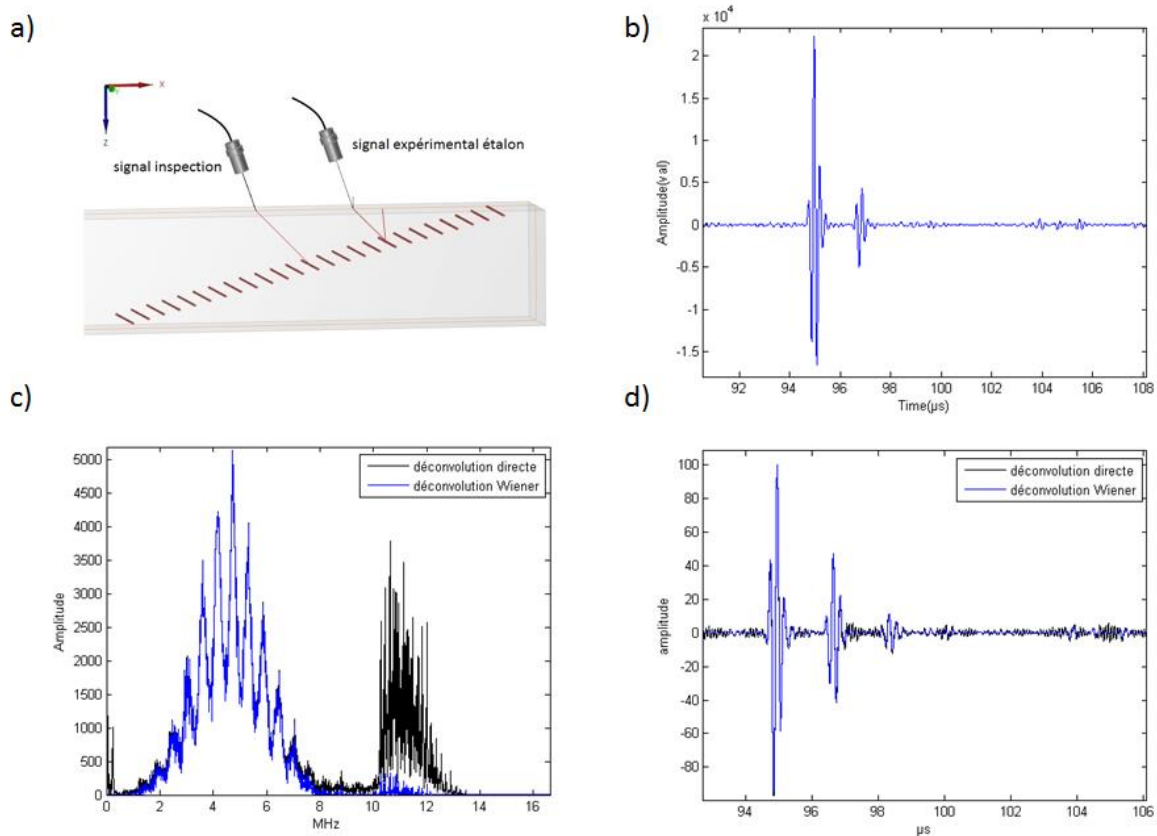 a)
X
Z
signal inspection
signal expérimental étalon
b)
x 10⁴
2
1.5
1
0.5
0
-0.5
-1
-1.5
Amplitude(val)
92 94 96 98 100 102 104 106 108
Time(µs)
c)
déconvolution directe
déconvolution Wiener
5000
4500
4000
3500
3000
2500
2000
1500
1000
500
0
Amplitude
0 2 4 6 8 10 12 14 16
MHz
d)
déconvolution directe
déconvolution Wiener
100
80
60
40
20
0
-20
-40
-60
-80
amplitude
94 96 98 100 102 104 106
µs